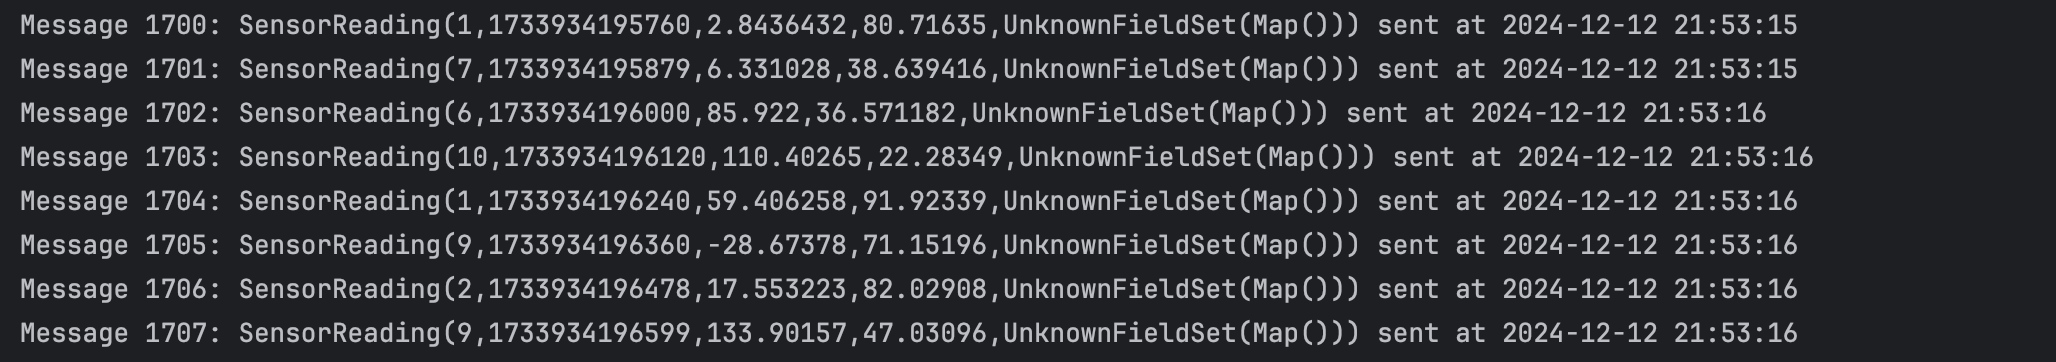 Message 1700: SensorReading(1,1733934195760,2.8436432,80.71635,UnknownFieldSet(Map())) sent at 2024-12-12 21:53:15
Message 1701: SensorReading(7,1733934195879,6.331028,38.639416,UnknownFieldSet(Map())) sent at 2024-12-12 21:53:15
Message 1702: SensorReading(6,1733934196000,85.922,36.571182,UnknownFieldSet(Map())) sent at 2024-12-12 21:53:16
Message 1703: SensorReading(10,1733934196120,110.40265,22.28349,UnknownFieldSet(Map())) sent at 2024-12-12 21:53:16
Message 1704: SensorReading(1,1733934196240,59.406258,91.92339,UnknownFieldSet(Map())) sent at 2024-12-12 21:53:16
Message 1705: SensorReading(9,1733934196360,-28.67378,71.15196,UnknownFieldSet(Map())) sent at 2024-12-12 21:53:16
Message 1706: SensorReading(2,1733934196478,17.553223,82.02908,UnknownFieldSet(Map())) sent at 2024-12-12 21:53:16
Message 1707: SensorReading(9,1733934196599,133.90157,47.03096,UnknownFieldSet(Map())) sent at 2024-12-12 21:53:16